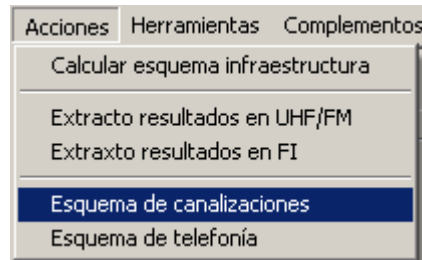 Acciones Herramientas Complementos
Calcular esquema infraestructura
Extracto resultados en UHF/FM
Extraxto resultados en FI
Esquema de canalizaciones
Esquema de telefonía